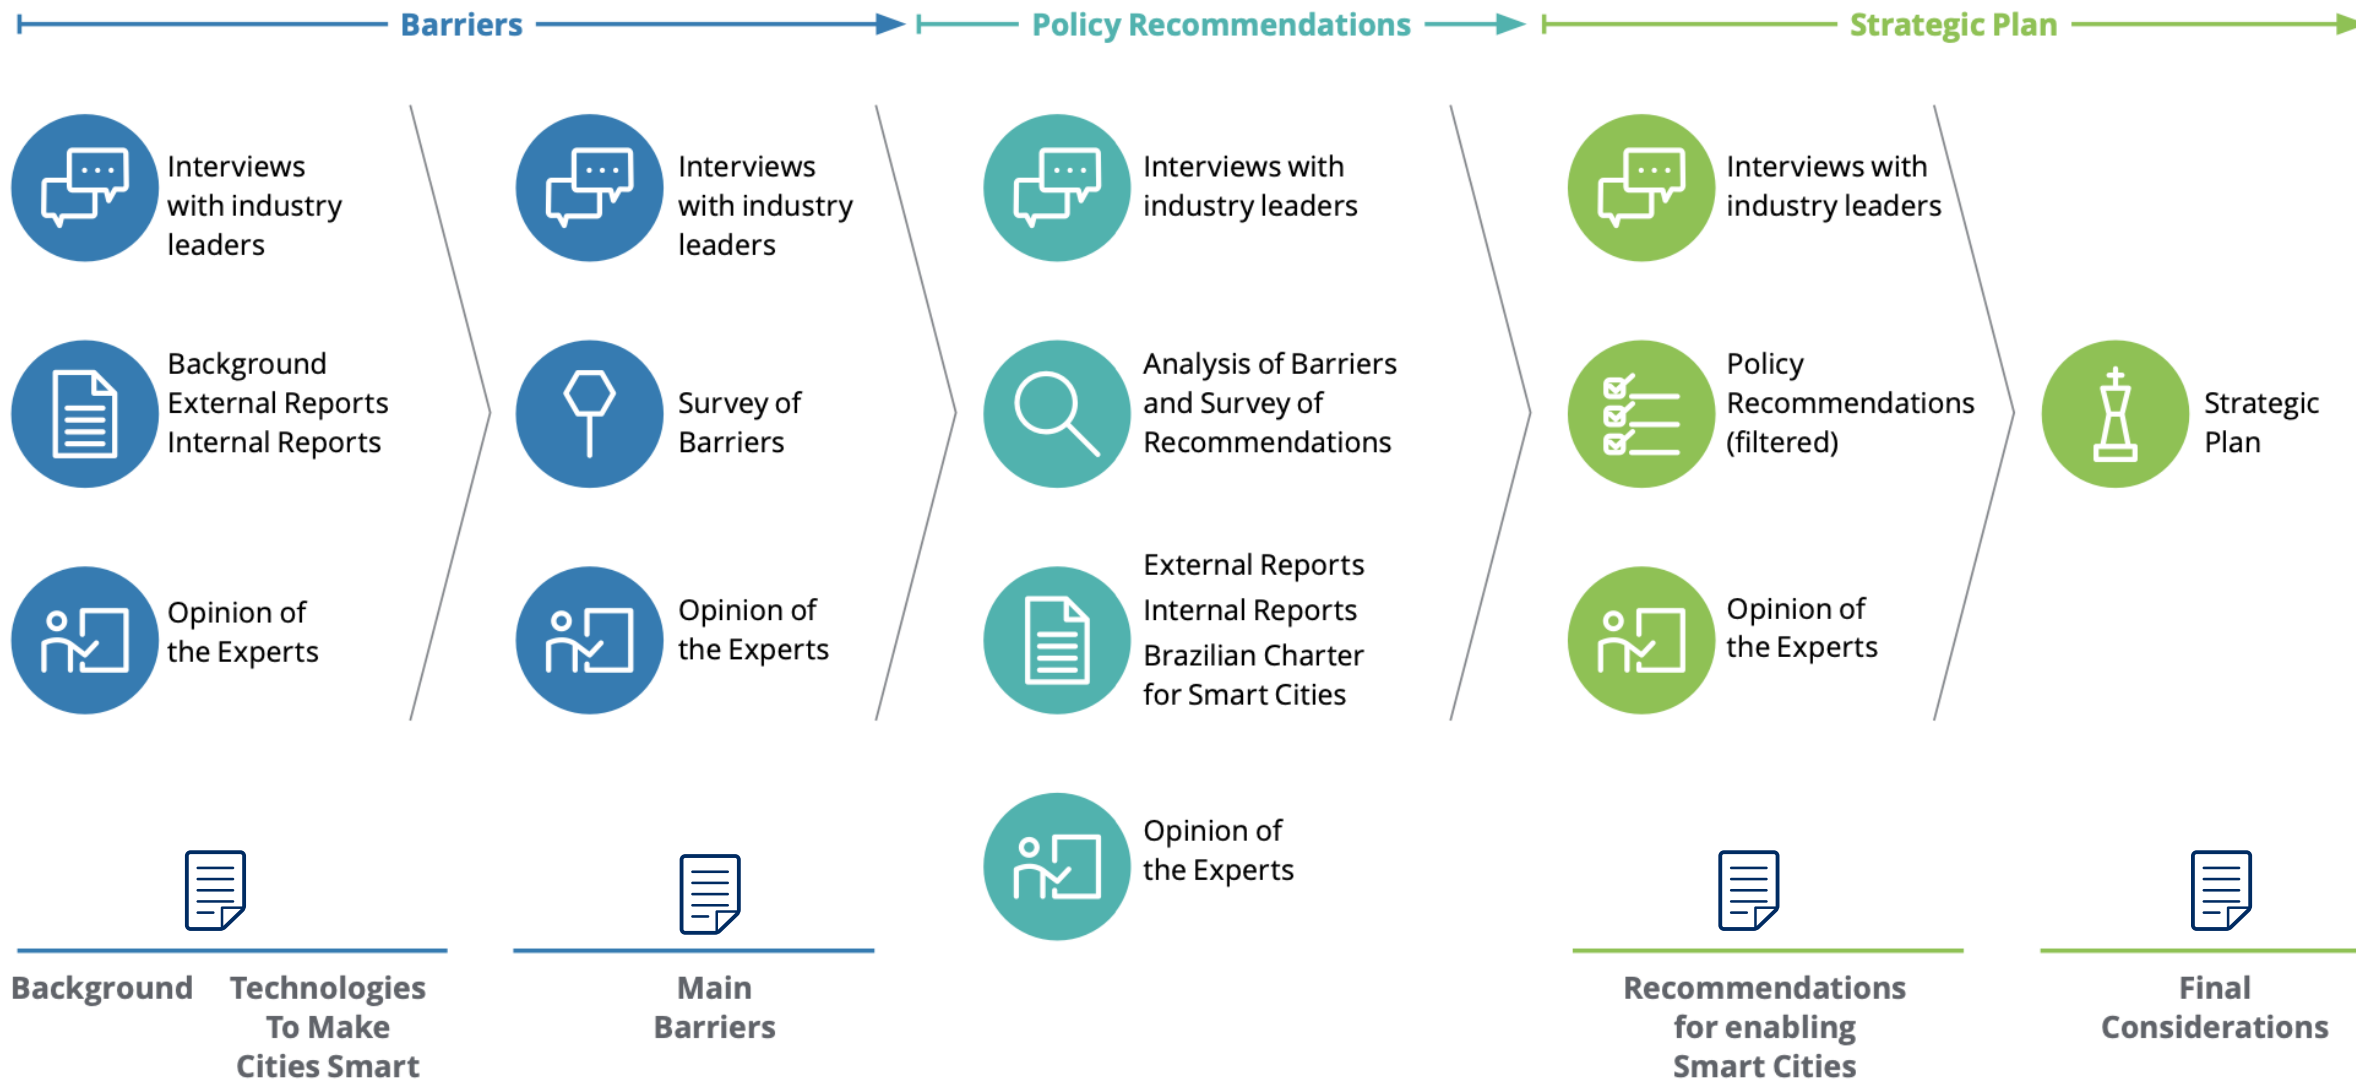 Barriers
Policy Recommendations
Strategic Plan
Interviews
with industry
leaders
Background
External Reports
Internal Reports
Opinion of
the Experts
Interviews
with industry
leaders
Survey of
Barriers
Opinion of
the Experts
Interviews with
industry leaders
Analysis of Barriers
and Survey of
Recommendations
External Reports
Internal Reports
Brazilian Charter
for Smart Cities
Opinion of
the Experts
Interviews with
industry leaders
Policy
Recommendations
(filtered)
Opinion of
the Experts
Strategic
Plan
Background
Technologies
To Make
Cities Smart
Main
Barriers
Recommendations
for enabling
Smart Cities
Final
Considerations